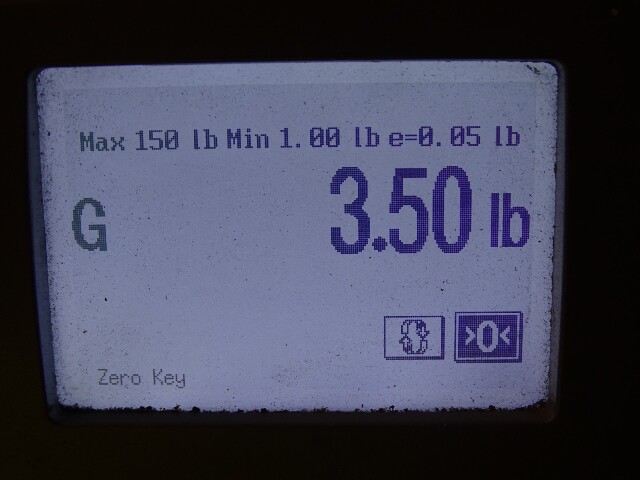 Max 150 lb Min 1.00 lb e=0.05 lb
G 3.50 lb
>0<
Zero Key